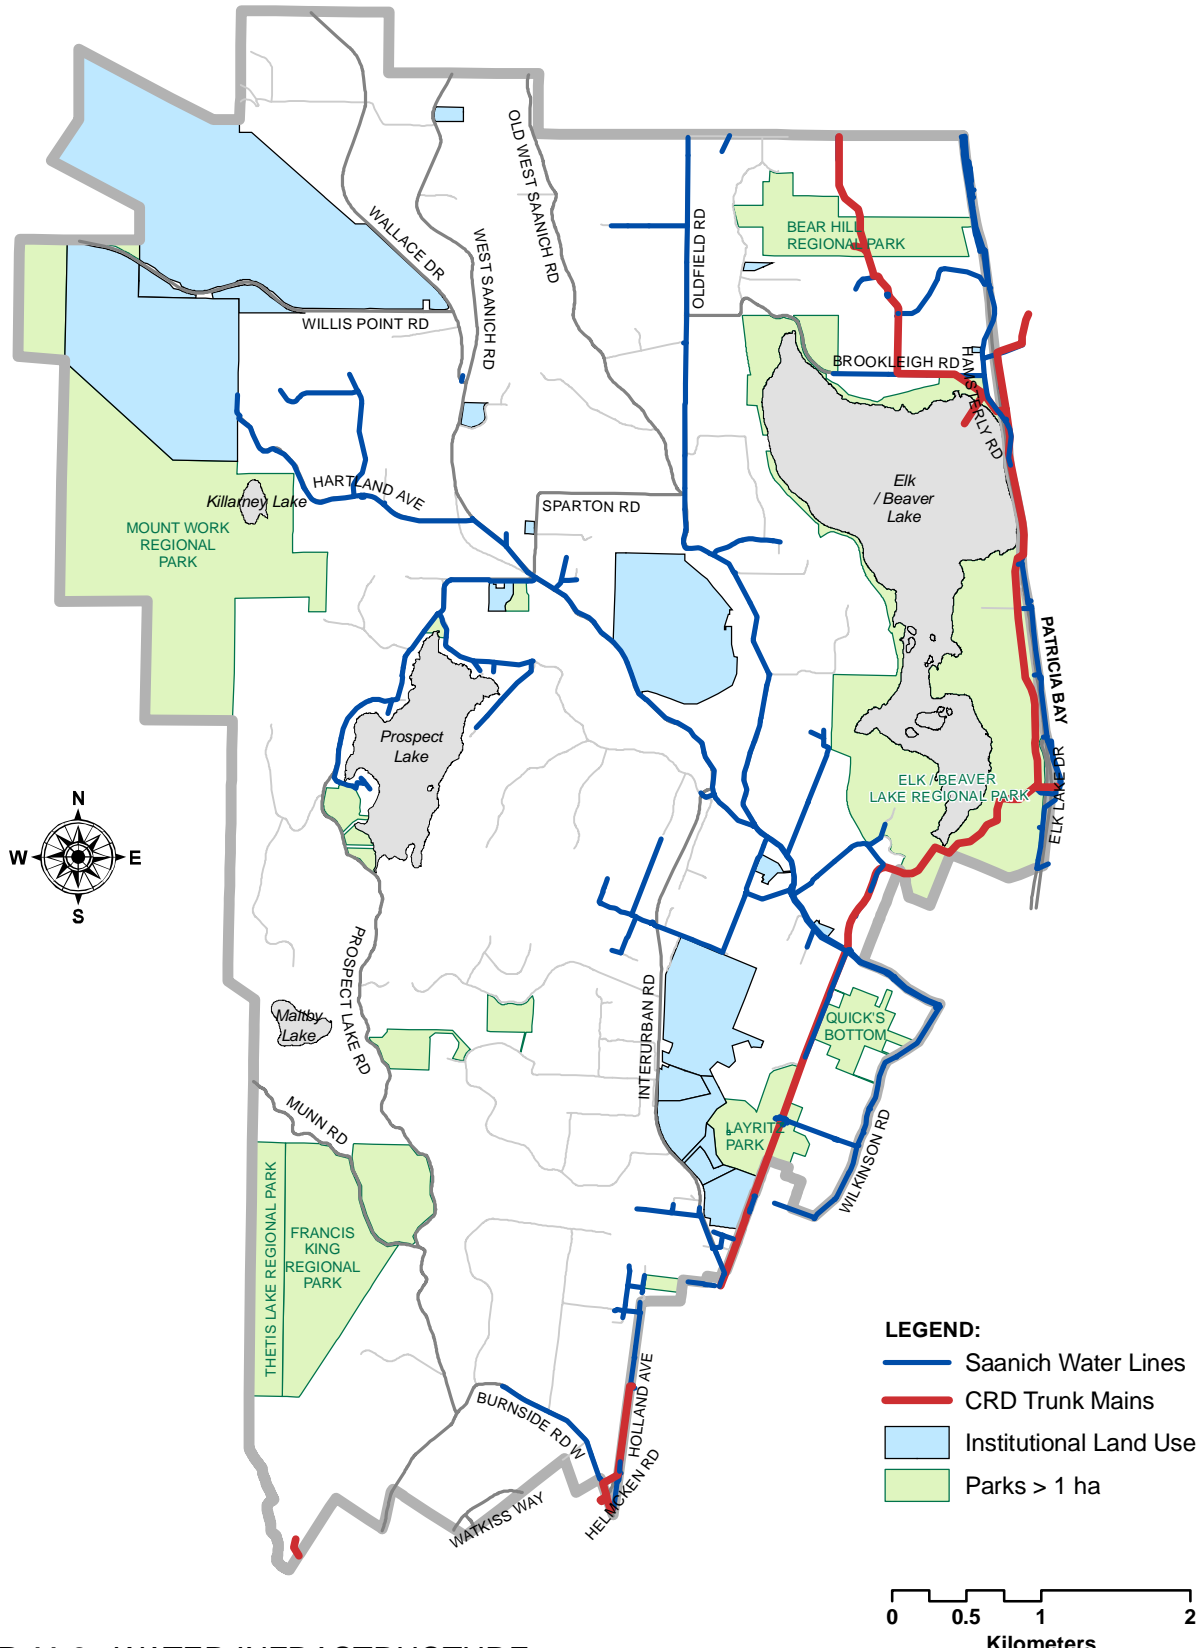 OLD WEST SAANICH RD
WALLACE DR
WEST SAANICH RD
OLDFIELD RD
BEAR HILL
REGIONAL PARK
WILLIS POINT RD
BROOKLEIGH RD
HAMSTERLY RD
HARTLAND AVE
Killarney Lake
SPARTON RD
Elk
/ Beaver
Lake
MOUNT WORK
REGIONAL
PARK
PATRICIA BAY
Prospect
Lake
ELK / BEAVER
LAKE REGIONAL PARK
ELK LAKE DR
N
W
E
S
PROSPECT LAKE RD
INTERURBAN RD
Maltby
Lake
QUICK'S
BOTTOM
MUNN RD
LAYRITZ
PARK
WILKINSON RD
THETIS LAKE REGIONAL PARK
FRANCIS
KING
REGIONAL
PARK
BURNSIDE RD W
HOLLAND AVE
HELMCKEN RD
WATKISS WAY
LEGEND:
Saanich Water Lines
CRD Trunk Mains
Institutional Land Use
Parks > 1 ha
0 0.5 1 2
Kilometers
WATER INFRASTRUCTURE